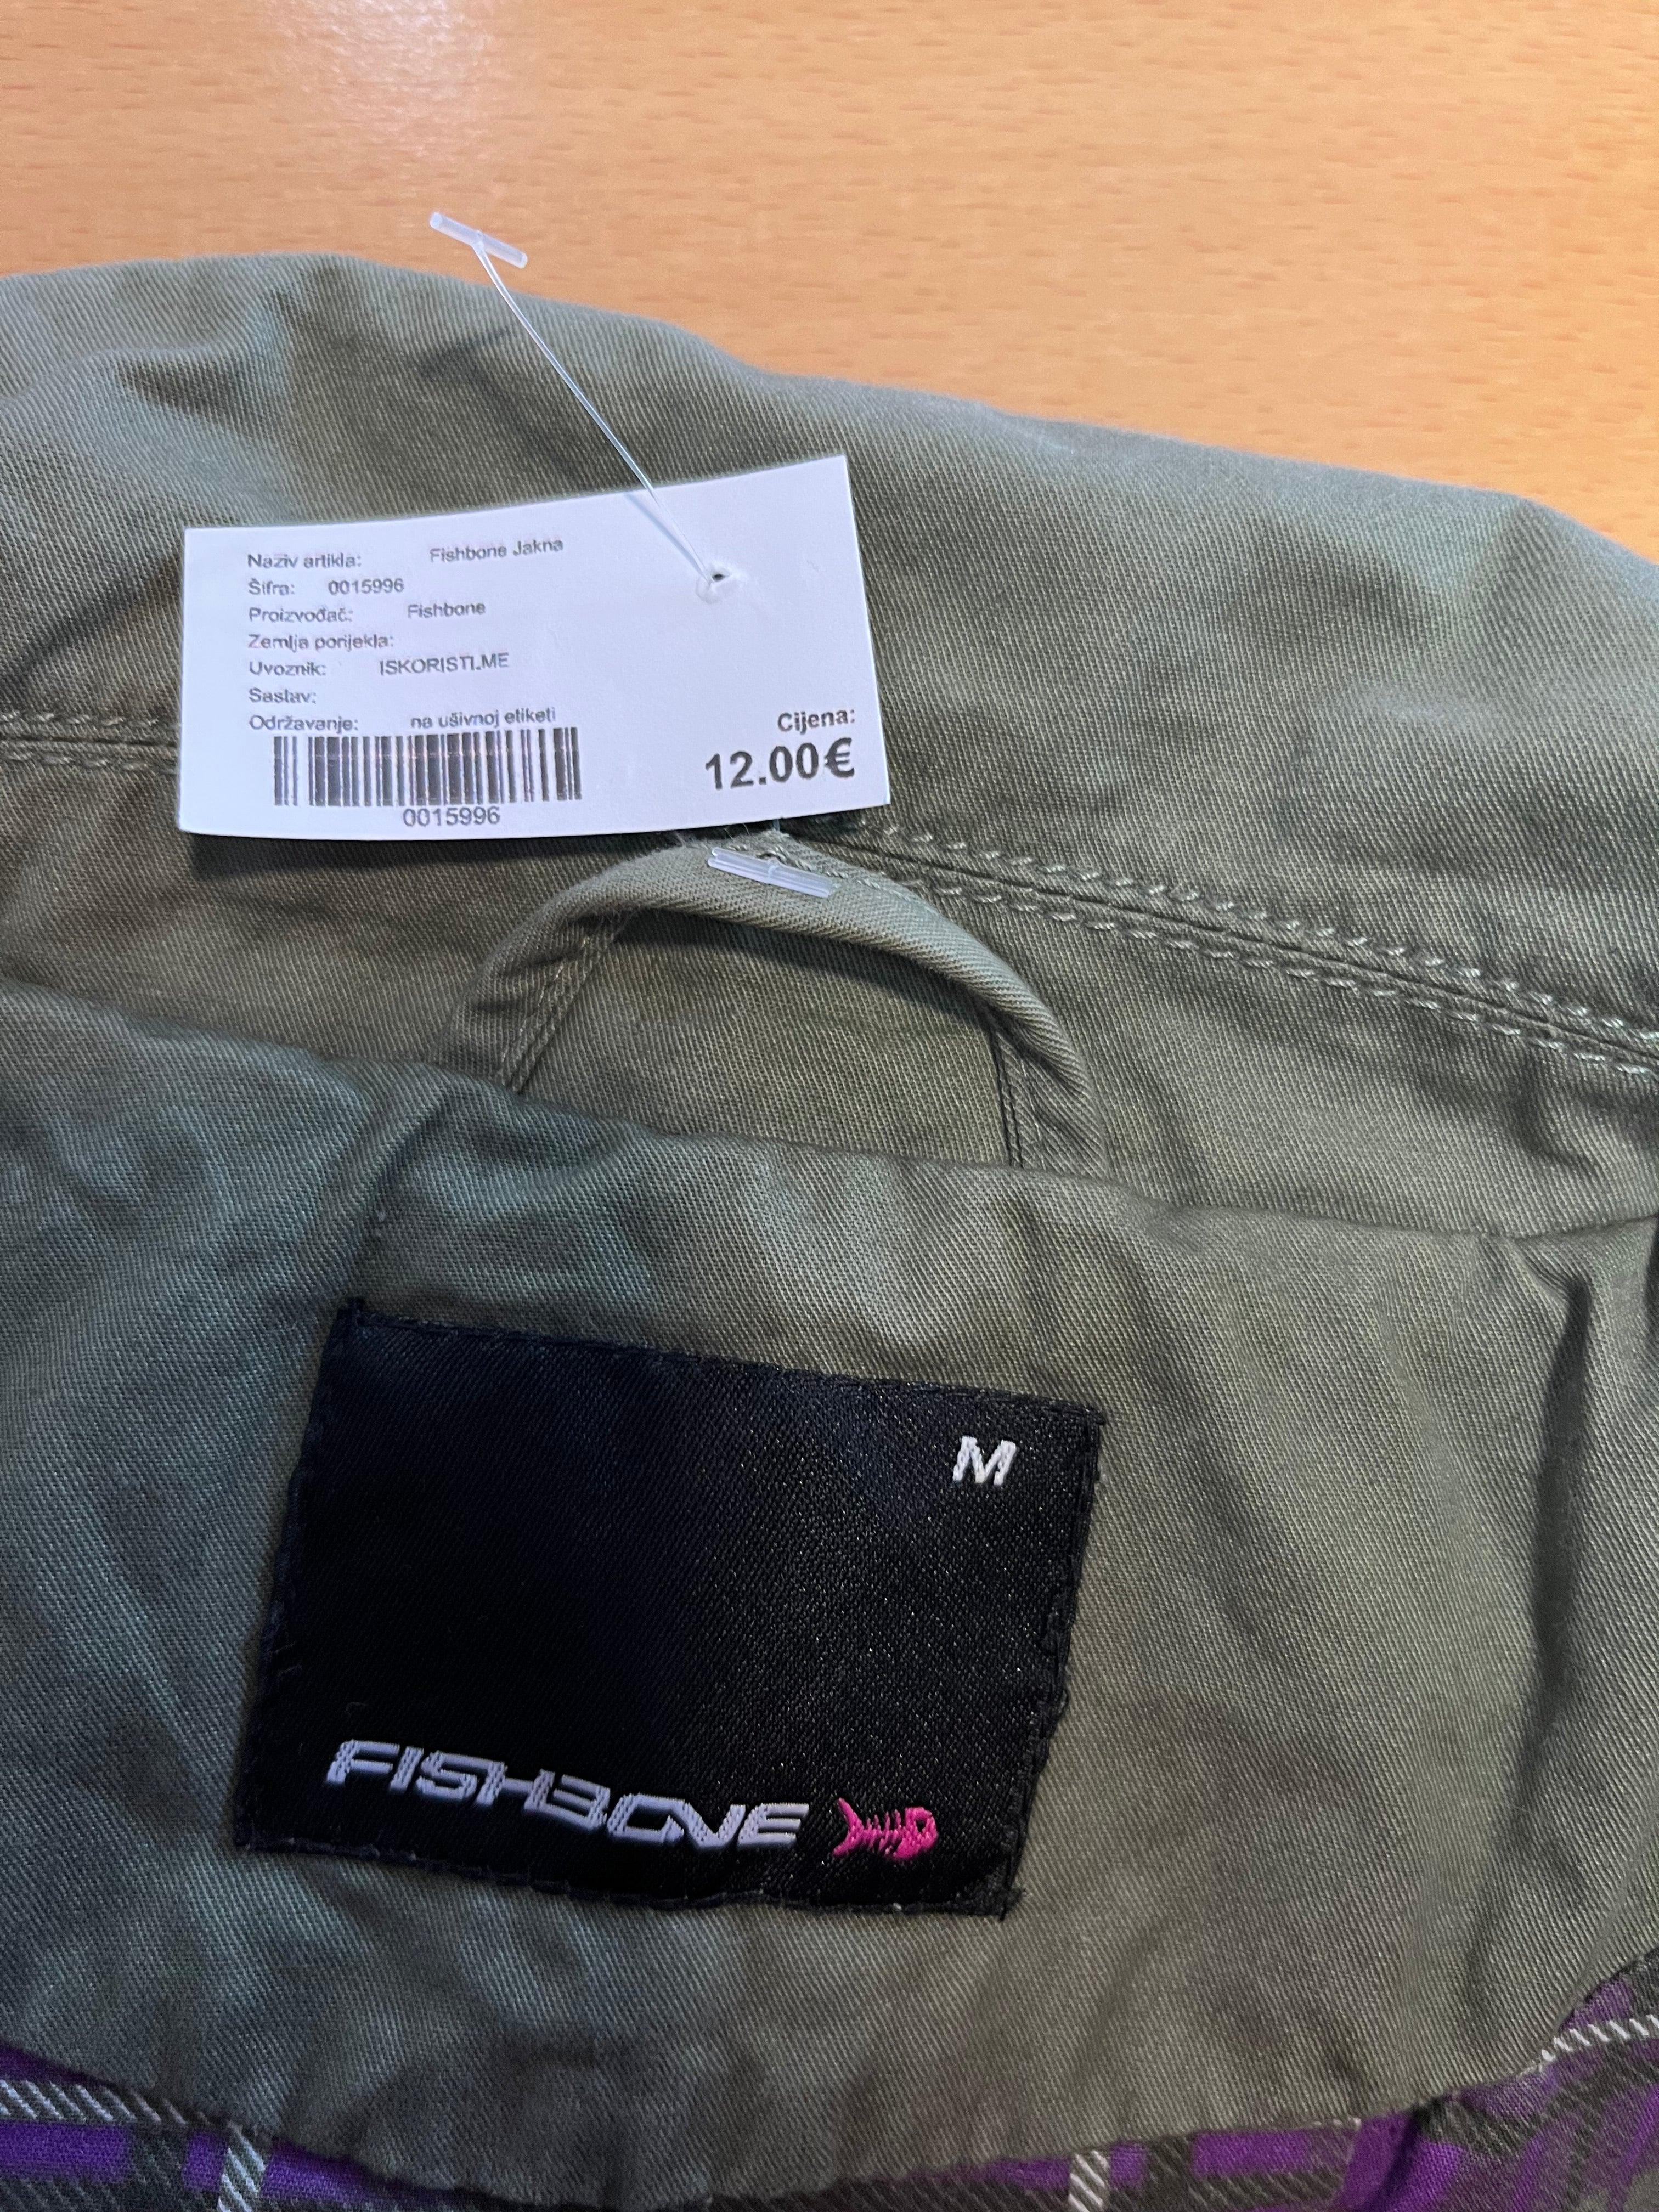 Naziv artikla: Fishbone Jakna
Šifra: 0015996
Proizvođač: Fishbone
Zemlja porijekla:
Uvoznik: ISKORISTI.ME
Sastav:
Održavanje: na ušivnoj etiketi
Cijena:
12.00€
0015996
M
FISHBONE